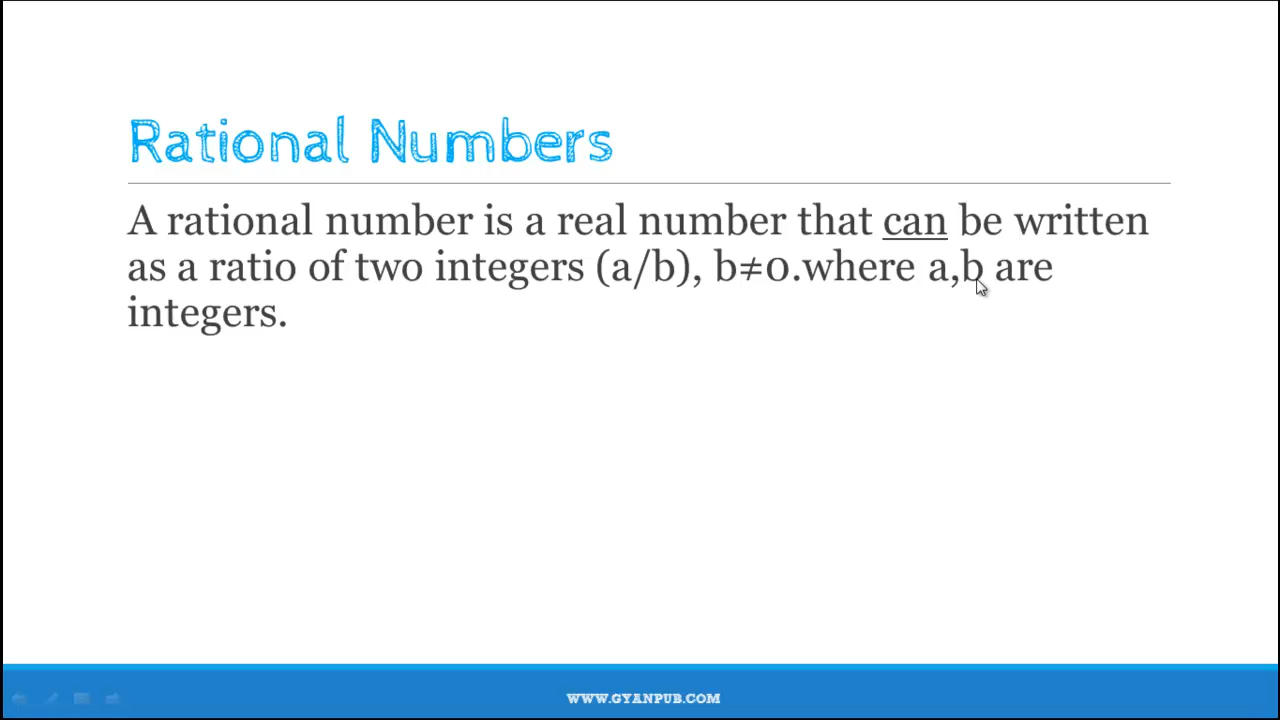 Rational Numbers
A rational number is a real number that can be written
as a ratio of two integers (a/b), b≠0.where a,b are
integers.
WWW.GYANPUB.COM